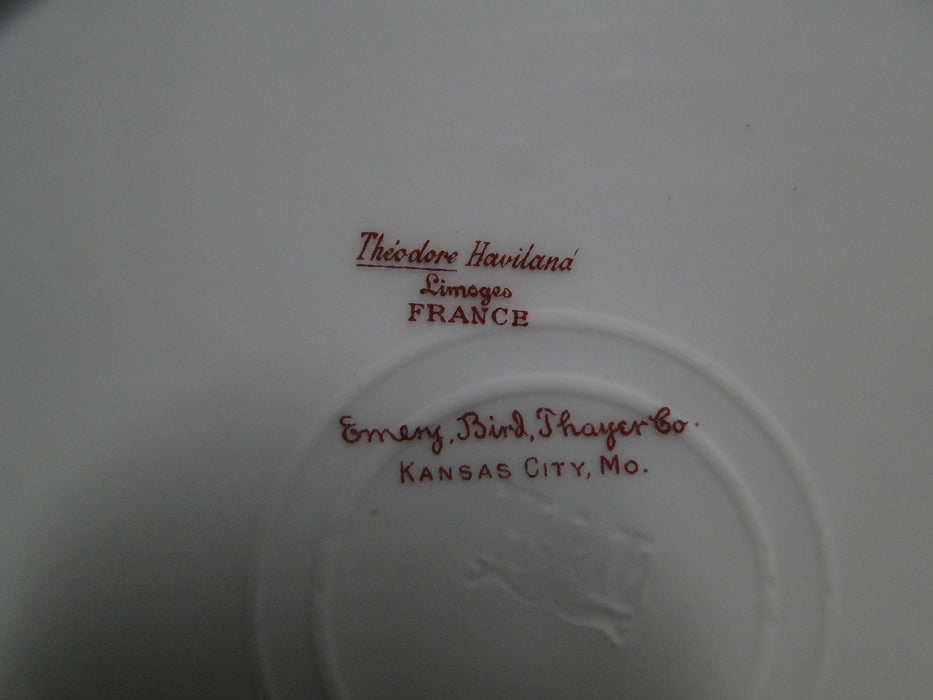 Théodore Haviland
Limoges
FRANCE
Emery, Bird, Thayer Co.
KANSAS CITY, MO.